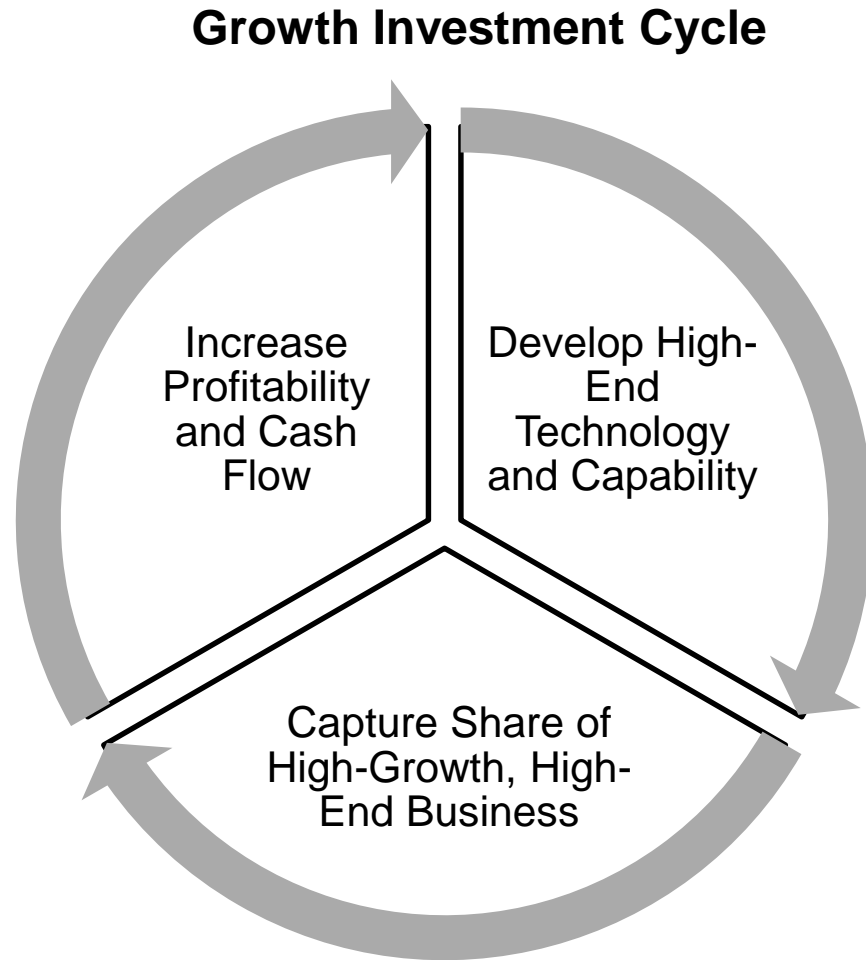 Growth Investment Cycle
Increase
Profitability
and Cash
Flow
Develop High-
End
Technology
and Capability
Capture Share of
High-Growth, High-
End Business